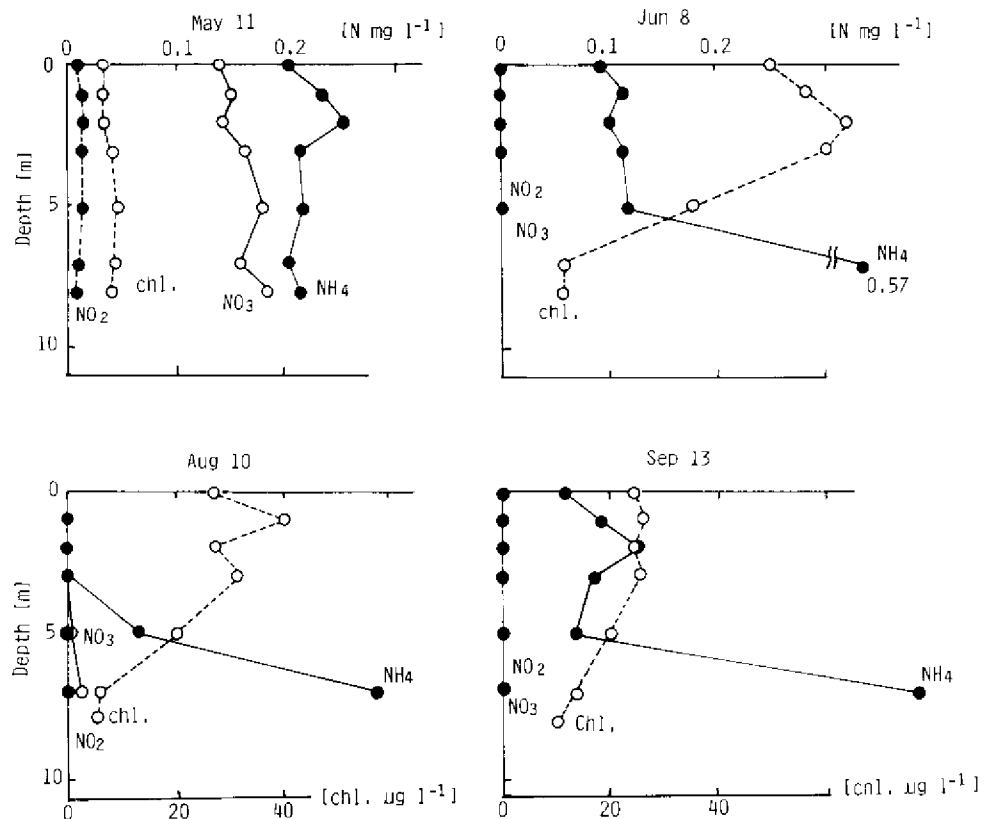 May 11
[N mg l⁻¹]
0 0.1 0.2
0
5
10
Depth [m]
NO₂
chl.
NO₃
NH₄
Jun 8
[N mg l⁻¹]
0 0.1 0.2
NO₂
NO₃
NH₄
0.57
chl.
Aug 10
0
5
10
Depth [m]
NO₃
NH₄
chl.
NO₂
0 20 40
[chl. µg l⁻¹]
Sep 13
NO₂
NO₃
NH₄
Chl.
0 20 40
[cnl. µg l⁻¹]